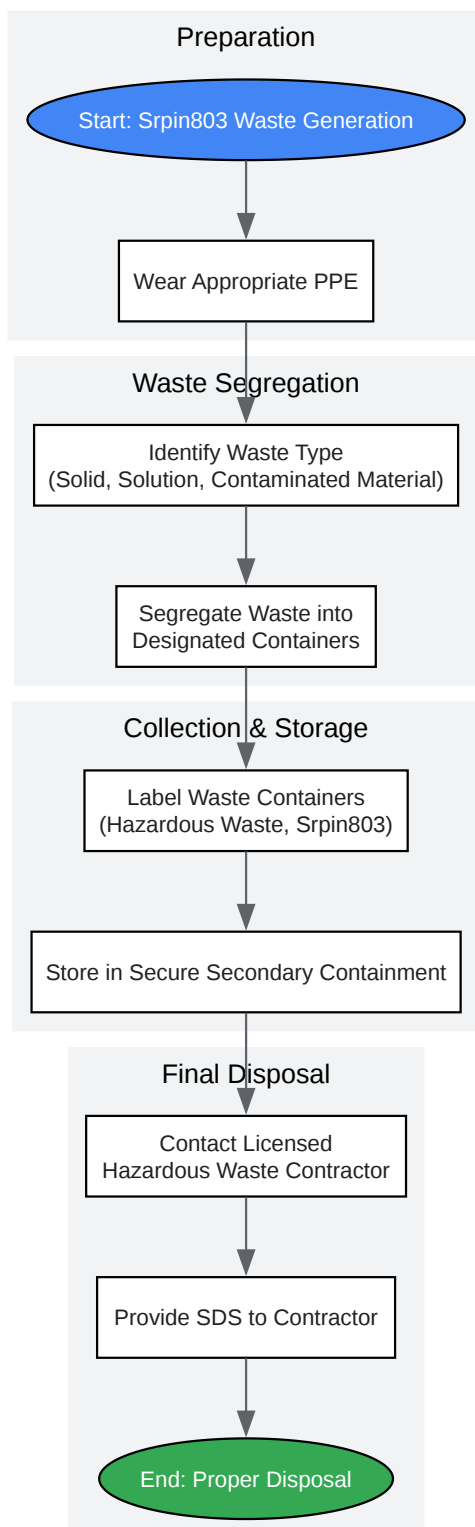 Preparation
Start: Srpin803 Waste Generation
Wear Appropriate PPE
Waste Segregation
Identify Waste Type
(Solid, Solution, Contaminated Material)
Segregate Waste into
Designated Containers
Collection & Storage
Label Waste Containers
(Hazardous Waste, Srpin803)
Store in Secure Secondary Containment
Final Disposal
Contact Licensed
Hazardous Waste Contractor
Provide SDS to Contractor
End: Proper Disposal